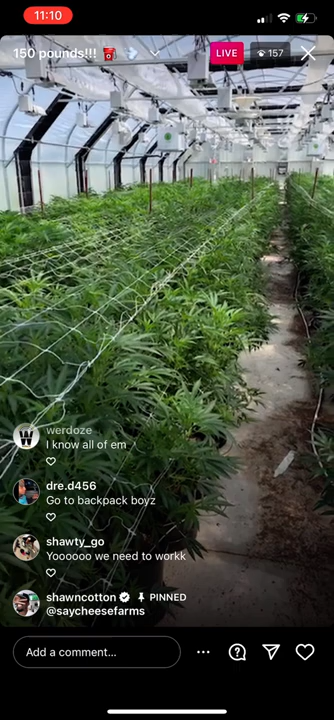 11:10
150 pounds!!!
LIVE
157
werdoze
I know all of em
dre.d456
Go to backpack boyz
shawty_go
Yoooooo we need to workk
shawncotton PINNED
@saycheesefarms
Add a comment...